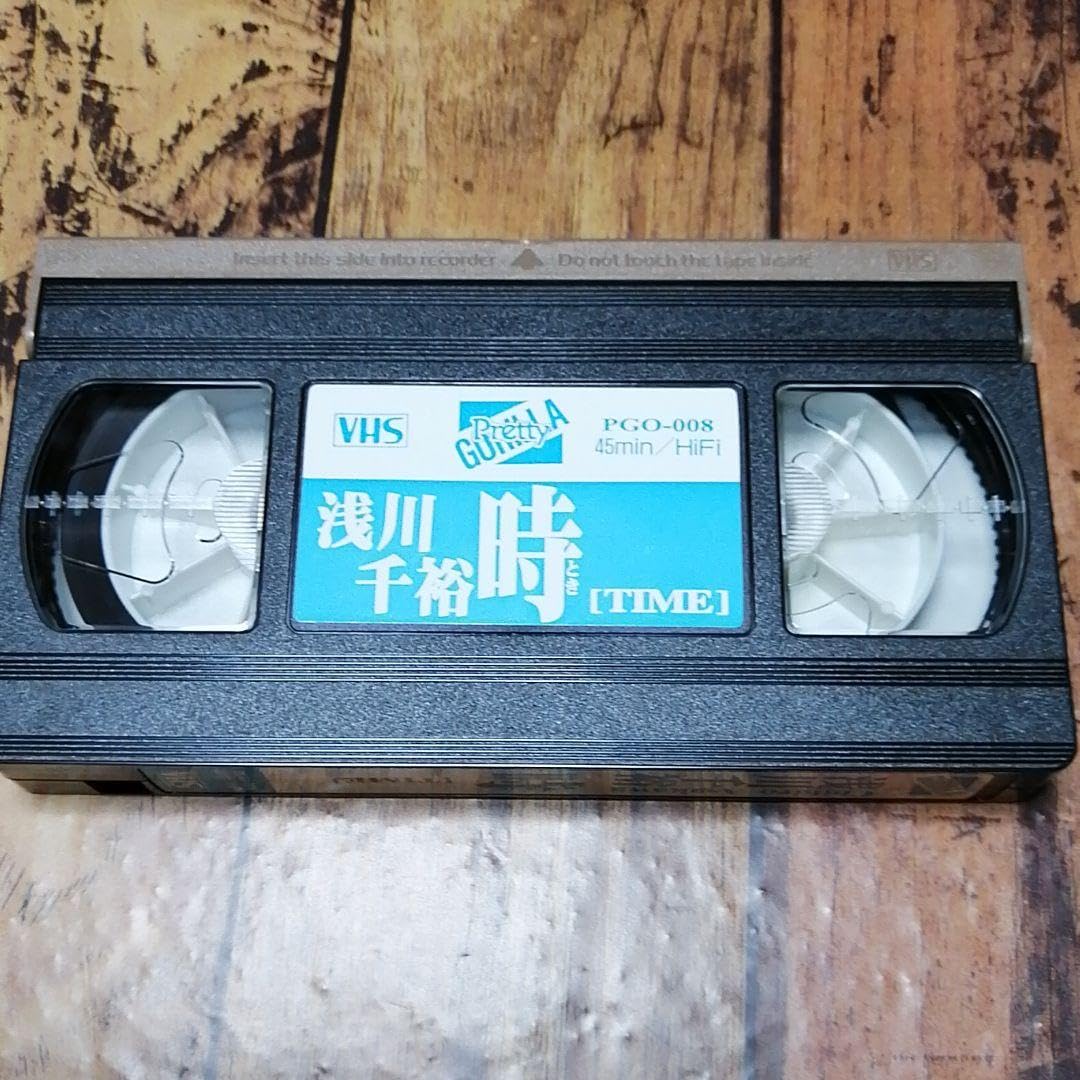 Insert this side into recorder ▲ Do not touch the tape inside VHS
VHS
Pretty
GUIRILLA
PGO-008
45min/HiFi
浅川
千裕
時
とき
[TIME]